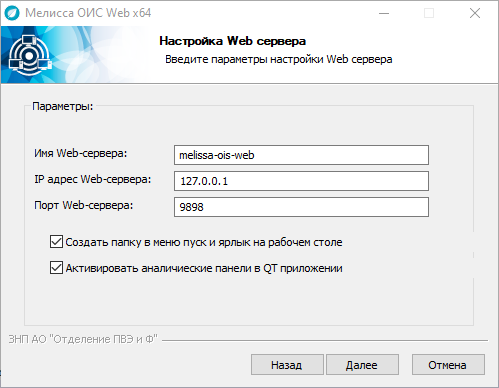 Мелисса ОИС Web x64
Настройка Web сервера
Введите параметры настройки Web сервера
Параметры:
Имя Web-сервера:
melissa-ois-web
IP адрес Web-сервера:
127.0.0.1
Порт Web-сервера:
9898
Создать папку в меню пуск и ярлык на рабочем столе
Активировать аналичиеские панели в QT приложении
ЗНП АО "Отделение ПВЭ и Ф"
Назад
Далее
Отмена